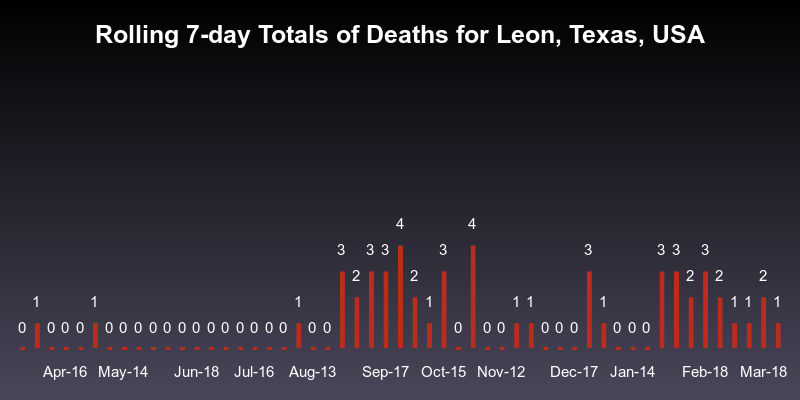 Rolling 7-day Totals of Deaths for Leon, Texas, USA
0 1 0 0 0 1 0 0 0 0 0 0 0 0 0 0 0 0 0 1 0 0 3 2 3 3 4 2 1 3 0 4 0 0 1 1 0 0 0 3 1 0 0 0 3 3 2 3 2 1 1 2 1
Apr-16 May-14 Jun-18 Jul-16 Aug-13 Sep-17 Oct-15 Nov-12 Dec-17 Jan-14 Feb-18 Mar-18